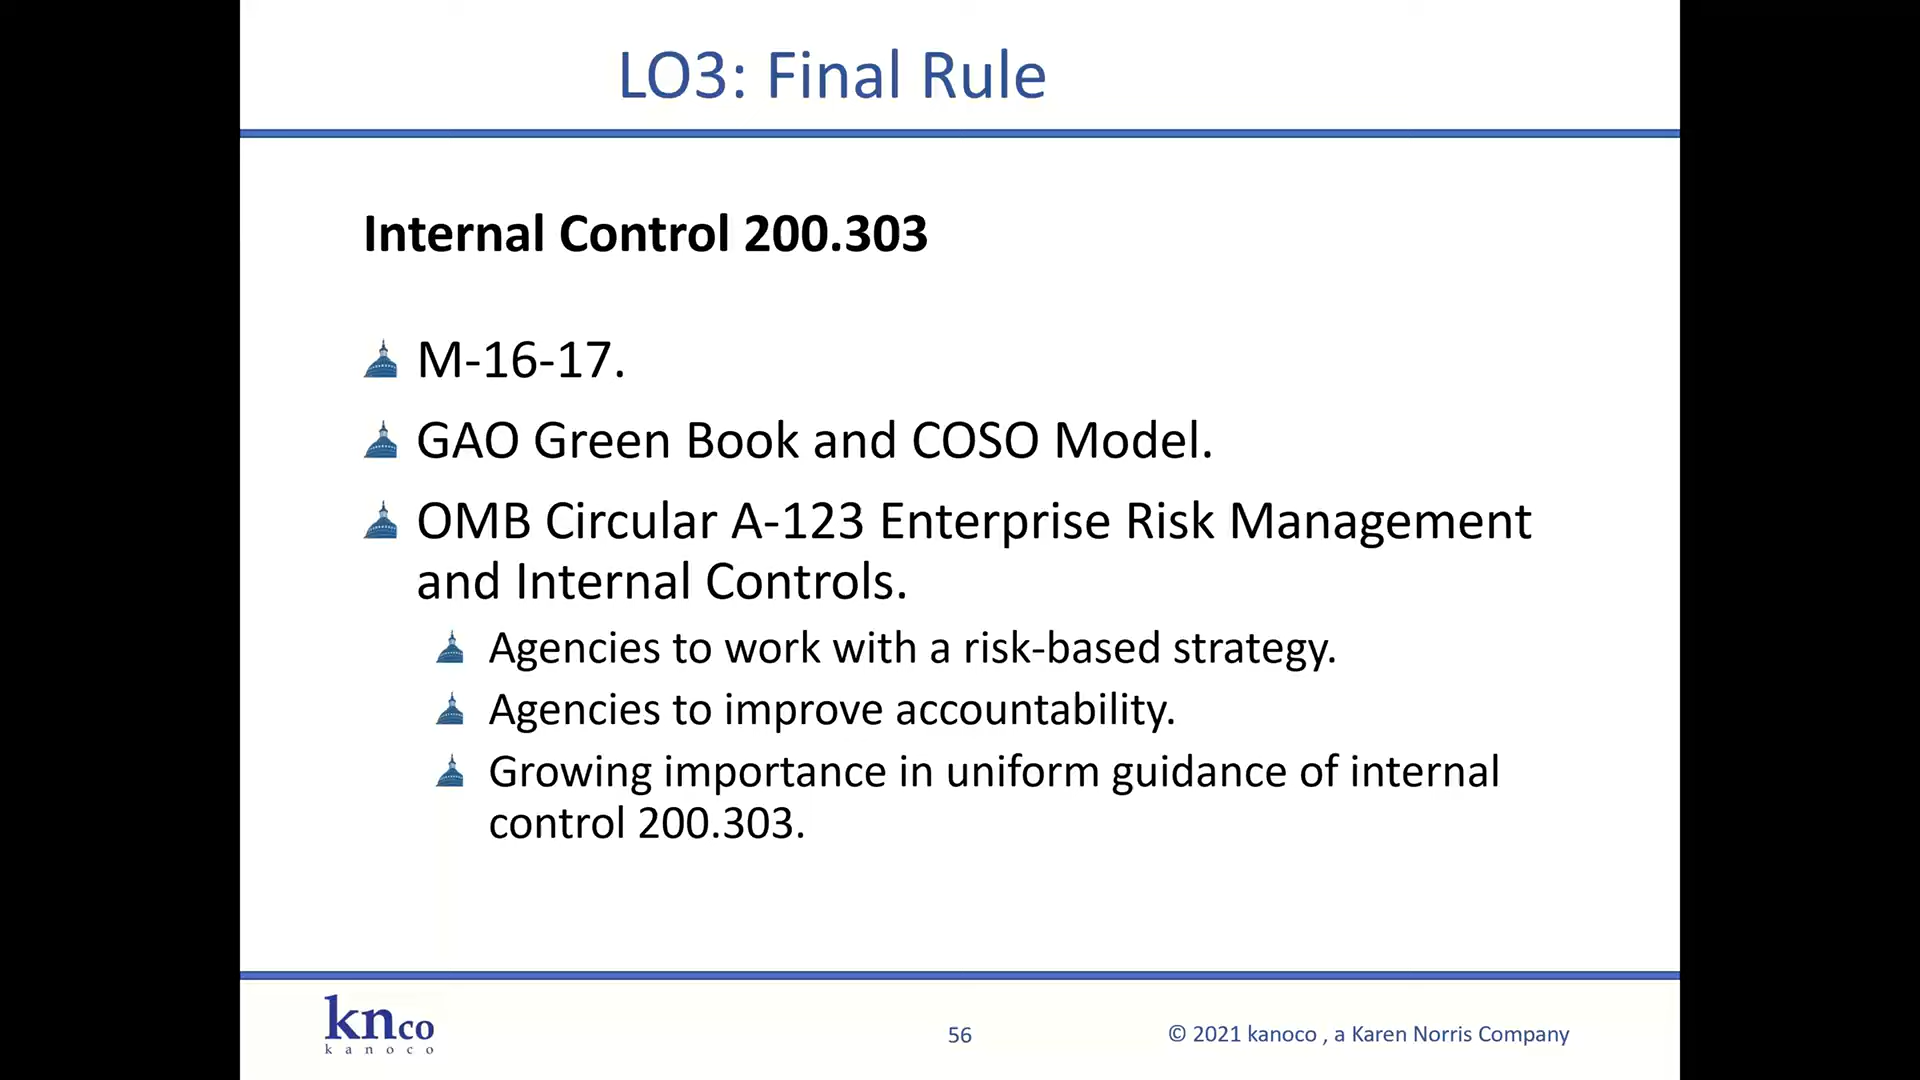 LO3: Final Rule
Internal Control 200.303
M-16-17.
GAO Green Book and COSO Model.
OMB Circular A-123 Enterprise Risk Management
and Internal Controls.
Agencies to work with a risk-based strategy.
Agencies to improve accountability.
Growing importance in uniform guidance of internal
control 200.303.
knco
kanoco
56
© 2021 kanoco , a Karen Norris Company